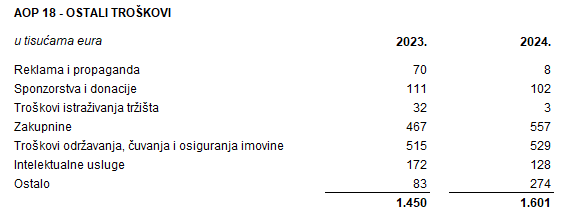 AOP 18 - OSTALI TROŠKOVI
u tisućama eura 2023. 2024.
Reklama i propaganda 70 8
Sponzorstva i donacije 111 102
Troškovi istraživanja tržišta 32 3
Zakupnine 467 557
Troškovi održavanja, čuvanja i osiguranja imovine 515 529
Intelektualne usluge 172 128
Ostalo 83 274
1.450 1.601